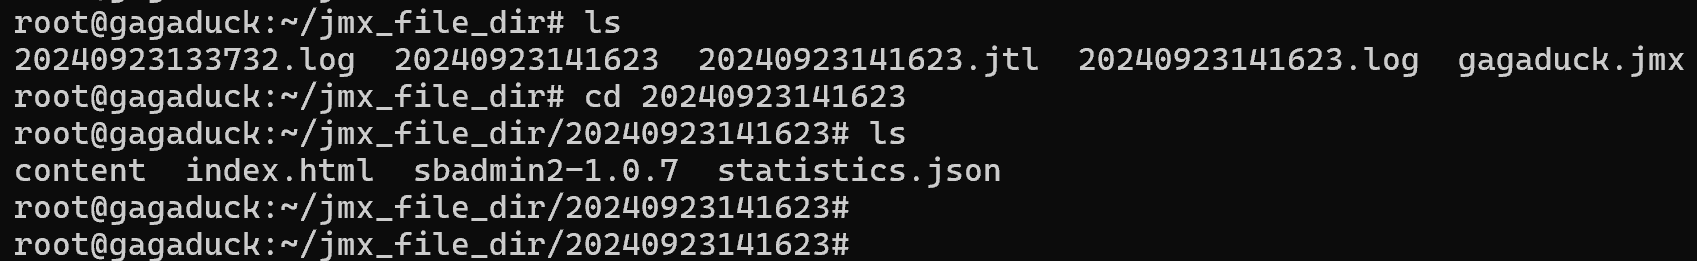 root@gagaduck:~/jmx_file_dir# ls
20240923133732.log  20240923141623  20240923141623.jtl  20240923141623.log  gagaduck.jmx
root@gagaduck:~/jmx_file_dir# cd 20240923141623
root@gagaduck:~/jmx_file_dir/20240923141623# ls
content  index.html  sbadmin2-1.0.7  statistics.json
root@gagaduck:~/jmx_file_dir/20240923141623#
root@gagaduck:~/jmx_file_dir/20240923141623#